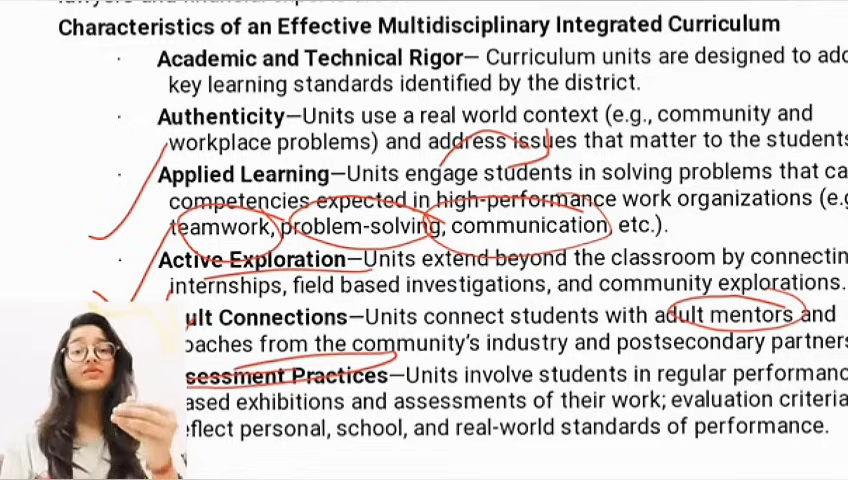 Characteristics of an Effective Multidisciplinary Integrated Curriculum
· Academic and Technical Rigor— Curriculum units are designed to add
key learning standards identified by the district.
· Authenticity—Units use a real world context (e.g., community and
workplace problems) and address issues that matter to the students
· Applied Learning—Units engage students in solving problems that ca
competencies expected in high-performance work organizations (e.g
teamwork, problem-solving, communication, etc.).
· Active Exploration—Units extend beyond the classroom by connectin
internships, field based investigations, and community explorations.
ult Connections—Units connect students with adult mentors and
oaches from the community's industry and postsecondary partners
sessment Practices—Units involve students in regular performanc
ased exhibitions and assessments of their work; evaluation criteria
eflect personal, school, and real-world standards of performance.